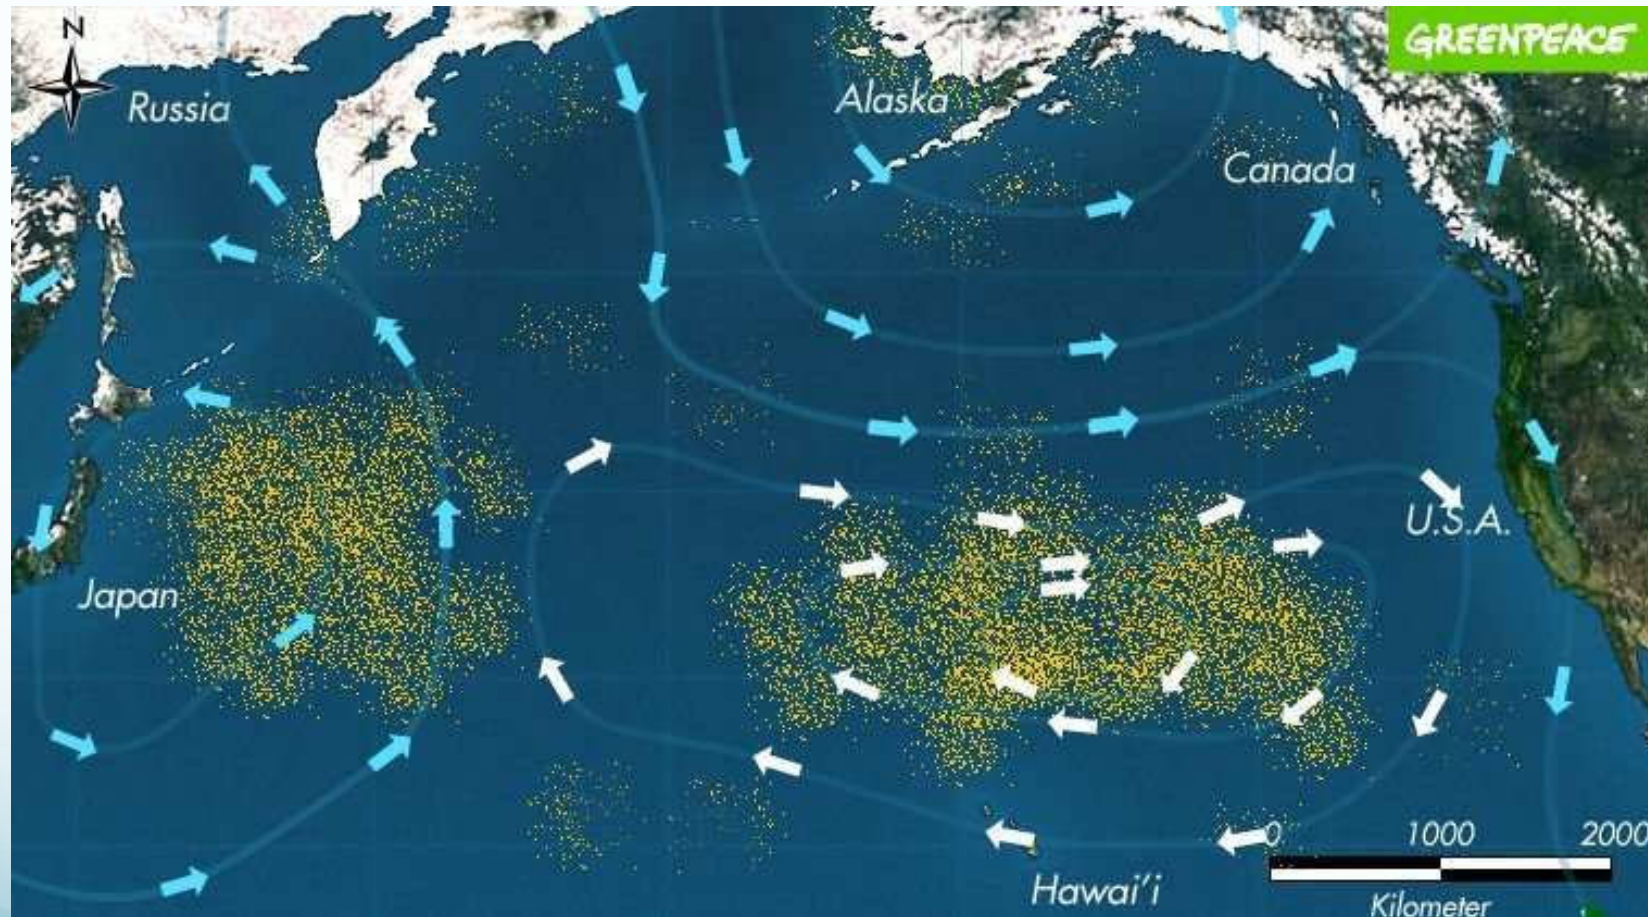 N
GREENPEACE
Russia
Alaska
Canada
U.S.A.
Japan
0 1000 2000
Hawai'i
Kilometer